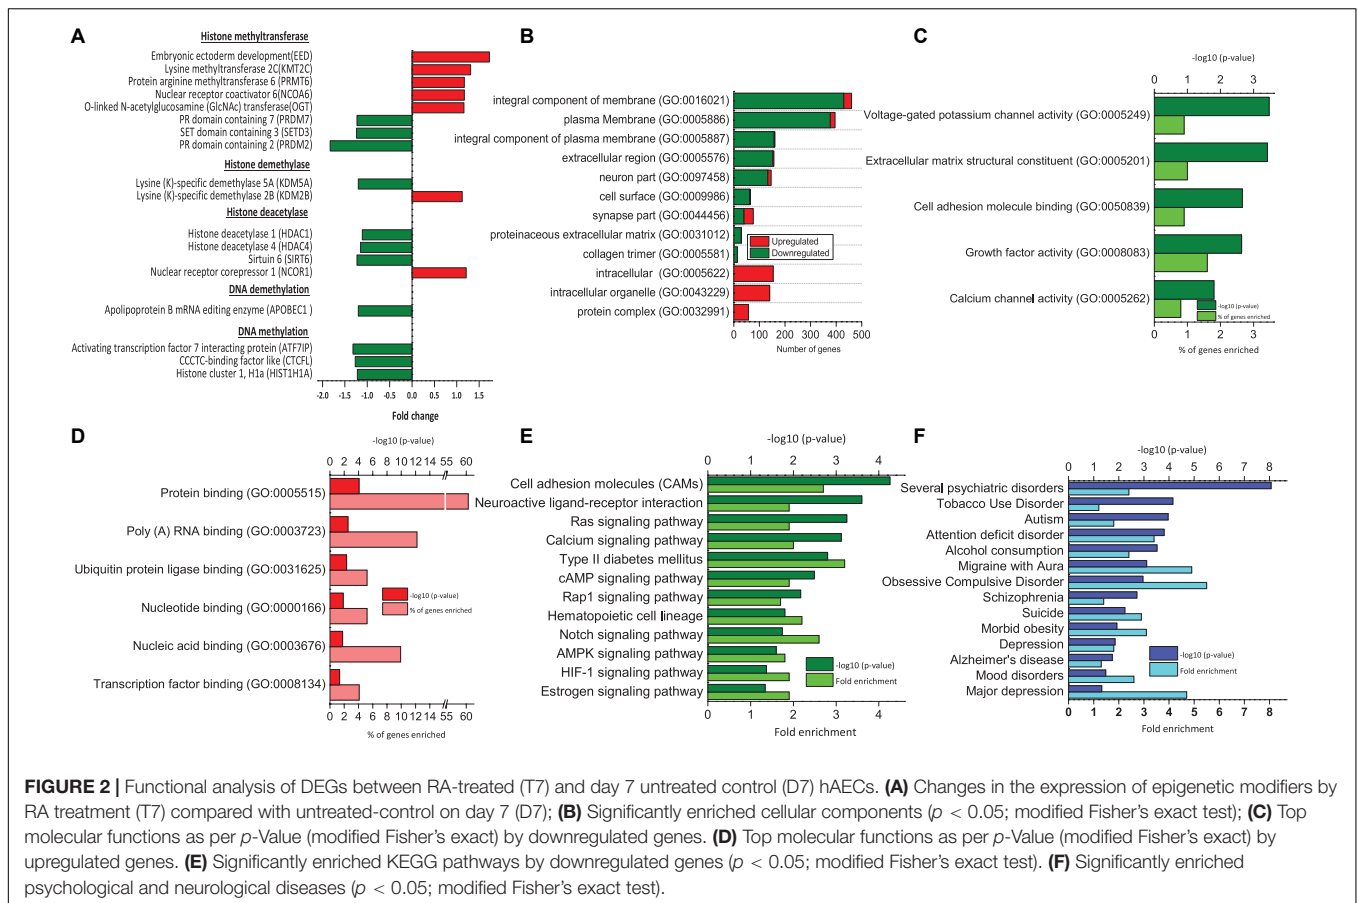 A
Histone methyltransferase
Embryonic ectoderm development(EED)
Lysine methyltransferase 2C(KMT2C)
Protein arginine methyltransferase 6 (PRMT6)
Nuclear receptor coactivator 6(NCOA6)
O-linked N-acetylglucosamine (GlcNAc) transferase(OGT)
PR domain containing 7 (PRDM7)
SET domain containing 3 (SETD3)
PR domain containing 2 (PRDM2)
Histone demethylase
Lysine (K)-specific demethylase 5A (KDM5A)
Lysine (K)-specific demethylase 2B (KDM2B)
Histone deacetylase
Histone deacetylase 1 (HDAC1)
Histone deacetylase 4 (HDAC4)
Sirtuin 6 (SIRT6)
Nuclear receptor corepressor 1 (NCOR1)
DNA demethylation
Apolipoprotein B mRNA editing enzyme (APOBEC1 )
DNA methylation
Activating transcription factor 7 interacting protein (ATF7IP)
CCCTC-binding factor like (CTCFL)
Histone cluster 1, H1a (HIST1H1A)
-2.0 -1.5 -1.0 -0.5 0.0 0.5 1.0 1.5
Fold change
B
integral component of membrane (GO:0016021)
plasma Membrane (GO:0005886)
integral component of plasma membrane (GO:0005887)
extracellular region (GO:0005576)
neuron part (GO:0097458)
cell surface (GO:0009986)
synapse part (GO:0044456)
proteinaceous extracellular matrix (GO:0031012)
collagen trimer (GO:0005581)
intracellular (GO:0005622)
intracellular organelle (GO:0043229)
protein complex (GO:0032991)
Upregulated
Downregulated
0 100 200 300 400 500
Number of genes
C
-log10 (p-value)
0 1 2 3
Voltage-gated potassium channel activity (GO:0005249)
Extracellular matrix structural constituent (GO:0005201)
Cell adhesion molecule binding (GO:0050839)
Growth factor activity (GO:0008083)
Calcium channel activity (GO:0005262)
-log10 (p-value)
% of genes enriched
0 1 2 3
% of genes enriched
D
-log10 (p-value)
0 2 4 6 8 10 12 14 55 60
Protein binding (GO:0005515)
Poly (A) RNA binding (GO:0003723)
Ubiquitin protein ligase binding (GO:0031625)
Nucleotide binding (GO:0000166)
Nucleic acid binding (GO:0003676)
Transcription factor binding (GO:0008134)
-log10 (p-value)
% of genes enriched
0 2 4 6 8 10 12 14 55 60
% of genes enriched
E
-log10 (p-value)
0 1 2 3 4
Cell adhesion molecules (CAMs)
Neuroactive ligand-receptor interaction
Ras signaling pathway
Calcium signaling pathway
Type II diabetes mellitus
cAMP signaling pathway
Rap1 signaling pathway
Hematopoietic cell lineage
Notch signaling pathway
AMPK signaling pathway
HIF-1 signaling pathway
Estrogen signaling pathway
-log10 (p-value)
Fold enrichment
0 1 2 3 4
Fold enrichment
F
-log10 (p-value)
0 1 2 3 4 5 6 7 8
Several psychiatric disorders
Tobacco Use Disorder
Autism
Attention deficit disorder
Alcohol consumption
Migraine with Aura
Obsessive Compulsive Disorder
Schizophrenia
Suicide
Morbid obesity
Depression
Alzheimer's disease
Mood disorders
Major depression
-log10 (p-value)
Fold enrichment
0 1 2 3 4 5 6 7 8
Fold enrichment
FIGURE 2 | Functional analysis of DEGs between RA-treated (T7) and day 7 untreated control (D7) hAECs. (A) Changes in the expression of epigenetic modifiers by
RA treatment (T7) compared with untreated-control on day 7 (D7); (B) Significantly enriched cellular components (p < 0.05; modified Fisher's exact test); (C) Top
molecular functions as per p-Value (modified Fisher's exact) by downregulated genes. (D) Top molecular functions as per p-Value (modified Fisher's exact) by
upregulated genes. (E) Significantly enriched KEGG pathways by downregulated genes (p < 0.05; modified Fisher's exact test). (F) Significantly enriched
psychological and neurological diseases (p < 0.05; modified Fisher's exact test).